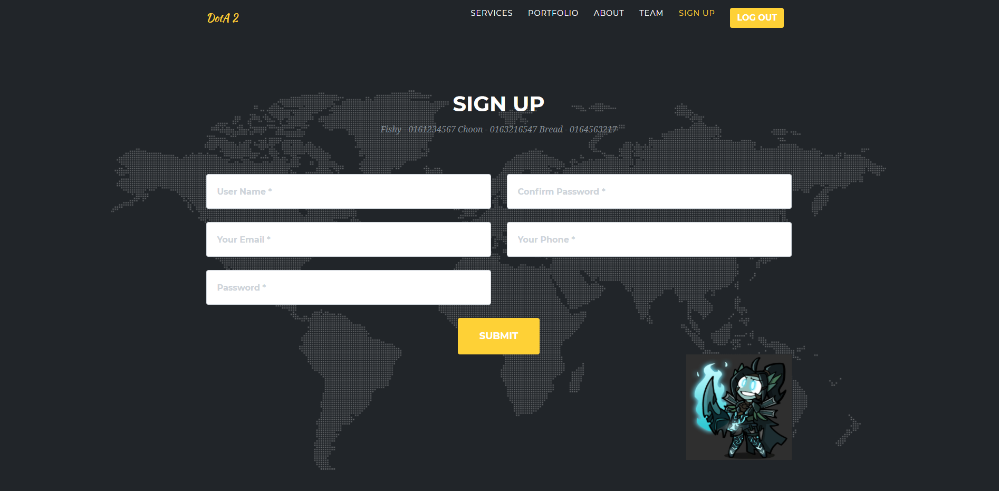 DotA 2
SERVICES PORTFOLIO ABOUT TEAM SIGN UP LOG OUT
SIGN UP
Fishy - 0161234567 Choon - 0163216547 Bread - 0164563217
User Name *
Confirm Password *
Your Email *
Your Phone *
Password *
SUBMIT